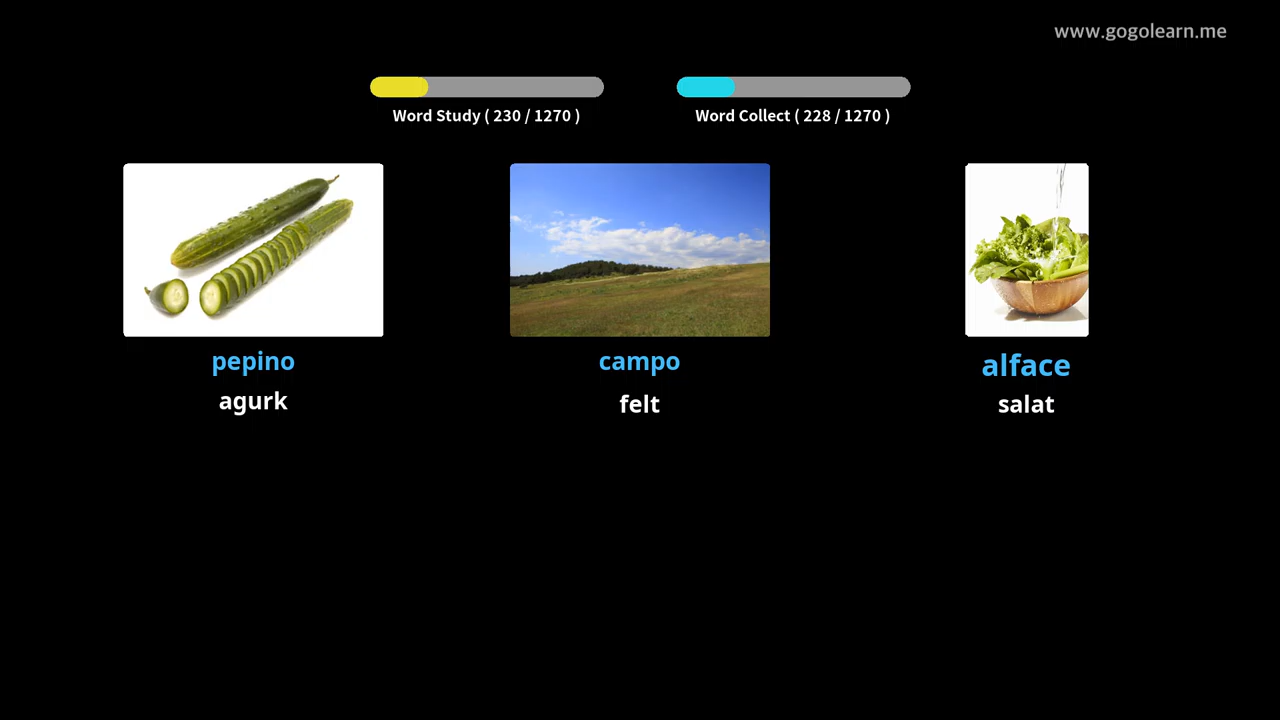 www.gogolearn.me
Word Study ( 230 / 1270 )
Word Collect ( 228 / 1270 )
pepino
agurk
campo
felt
alface
salat